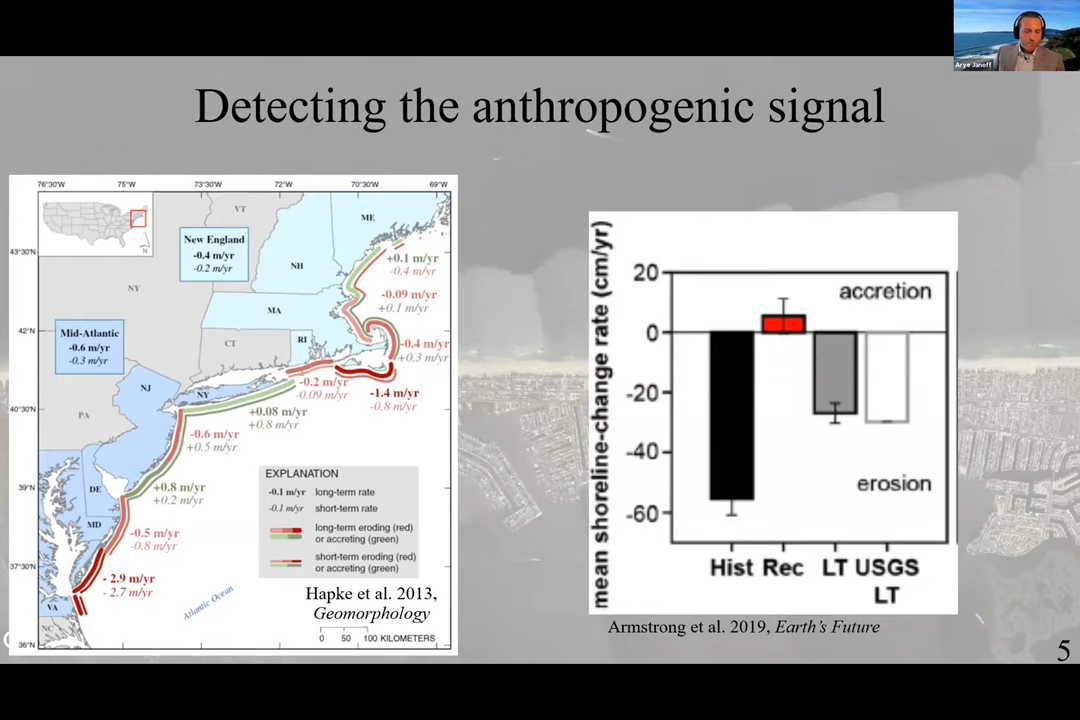 Arye Janoff
Detecting the anthropogenic signal
76°30'W 75°W 73°30'W 72°W 70°30'W 69°W
43°30'N
42°N
40°30'N
39°N
37°30'N
36°N
N
VT
ME
NH
NY
MA
CT
RI
NJ
NY
PA
DE
MD
VA
NC
New England
-0.4 m/yr
-0.2 m/yr
Mid-Atlantic
-0.6 m/yr
-0.3 m/yr
+0.1 m/yr
-0.4 m/yr
-0.09 m/yr
+0.1 m/yr
-0.4 m/yr
+0.3 m/yr
-0.2 m/yr
-0.09 m/yr
-1.4 m/yr
-0.8 m/yr
+0.08 m/yr
+0.8 m/yr
-0.6 m/yr
+0.5 m/yr
+0.8 m/yr
+0.2 m/yr
-0.5 m/yr
-0.8 m/yr
- 2.9 m/yr
- 2.7 m/yr
Atlantic Ocean
EXPLANATION
-0.1 m/yr long-term rate
-0.1 m/yr short-term rate
long-term eroding (red)
or accreting (green)
short-term eroding (red)
or accreting (green)
Hapke et al. 2013,
Geomorphology
0 50 100 KILOMETERS
mean shoreline-change rate (cm/yr)
20
0
-20
-40
-60
accretion
erosion
Hist Rec LT USGS
LT
Armstrong et al. 2019, Earth's Future
5